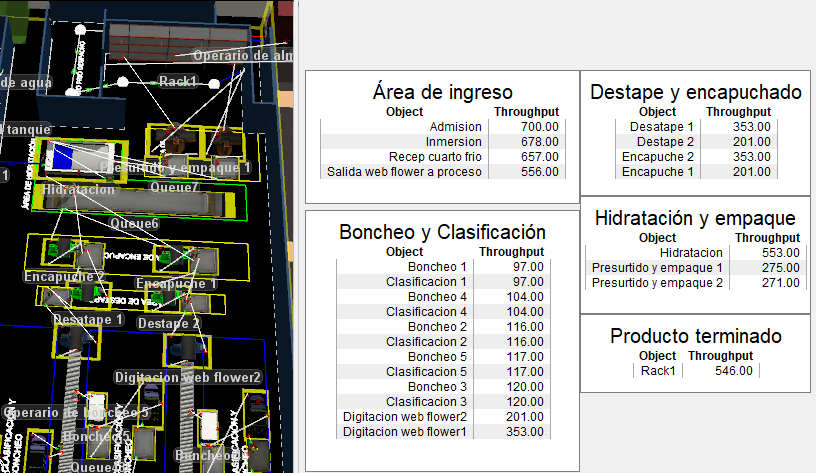 Operario de alm
de agua
Rack1
l tanque
Presurtido y empaque 1
1
Hidratacion
Queue7
Queue6
DE ENCAPUC
Encapuche 2
Encapuche 1
ÁREA DE DESTAP
Desatape 1
Destape 2
Digitacion web flower2
Operario de boncheo 5
CLASIFICACIÓN Y
BONCHEO
Área de ingreso
Object Throughput
Admision 700.00
Inmersion 678.00
Recep cuarto frio 657.00
Salida web flower a proceso 556.00
Destape y encapuchado
Object Throughput
Desatape 1 353.00
Destape 2 201.00
Encapuche 2 353.00
Encapuche 1 201.00
Boncheo y Clasificación
Object Throughput
Boncheo 1 97.00
Clasificacion 1 97.00
Boncheo 4 104.00
Clasificacion 4 104.00
Boncheo 2 116.00
Clasificacion 2 116.00
Boncheo 5 117.00
Clasificacion 5 117.00
Boncheo 3 120.00
Clasificacion 3 120.00
Digitacion web flower2 201.00
Digitacion web flower1 353.00
Hidratación y empaque
Object Throughput
Hidratacion 553.00
Presurtido y empaque 1 275.00
Presurtido y empaque 2 271.00
Producto terminado
Object Throughput
Rack1 546.00